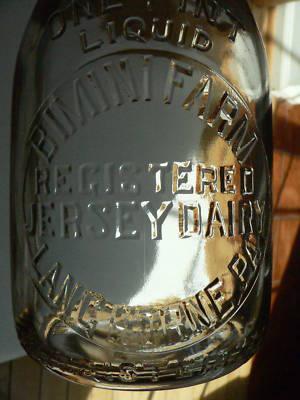 ONE PINT
LIQUID
BIMINI FARM
REGISTERED
JERSEY DAIRY
LANGHORNE, PA.